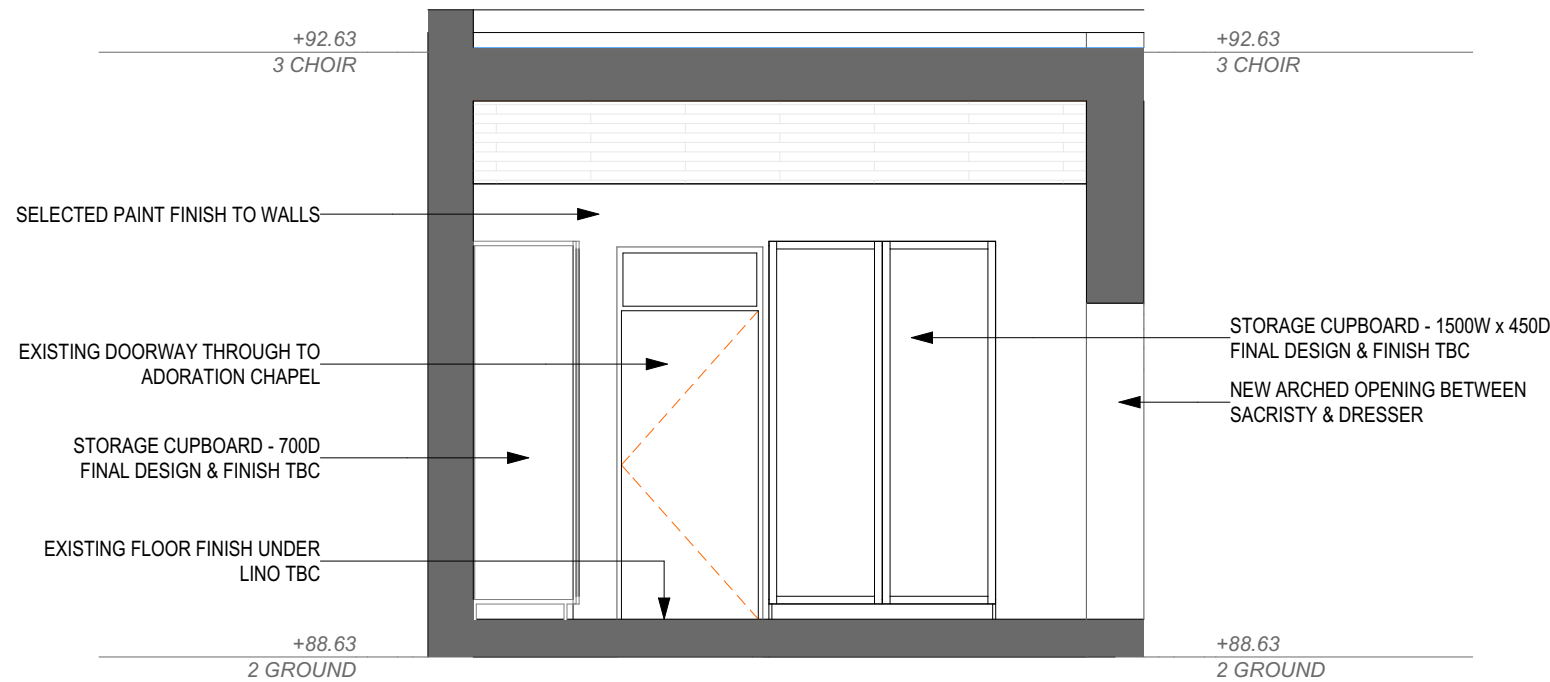 +92.63
3 CHOIR
+92.63
3 CHOIR
SELECTED PAINT FINISH TO WALLS
EXISTING DOORWAY THROUGH TO
ADORATION CHAPEL
STORAGE CUPBOARD - 700D
FINAL DESIGN & FINISH TBC
EXISTING FLOOR FINISH UNDER
LINO TBC
STORAGE CUPBOARD - 1500W x 450D
FINAL DESIGN & FINISH TBC
NEW ARCHED OPENING BETWEEN
SACRISTY & DRESSER
+88.63
2 GROUND
+88.63
2 GROUND